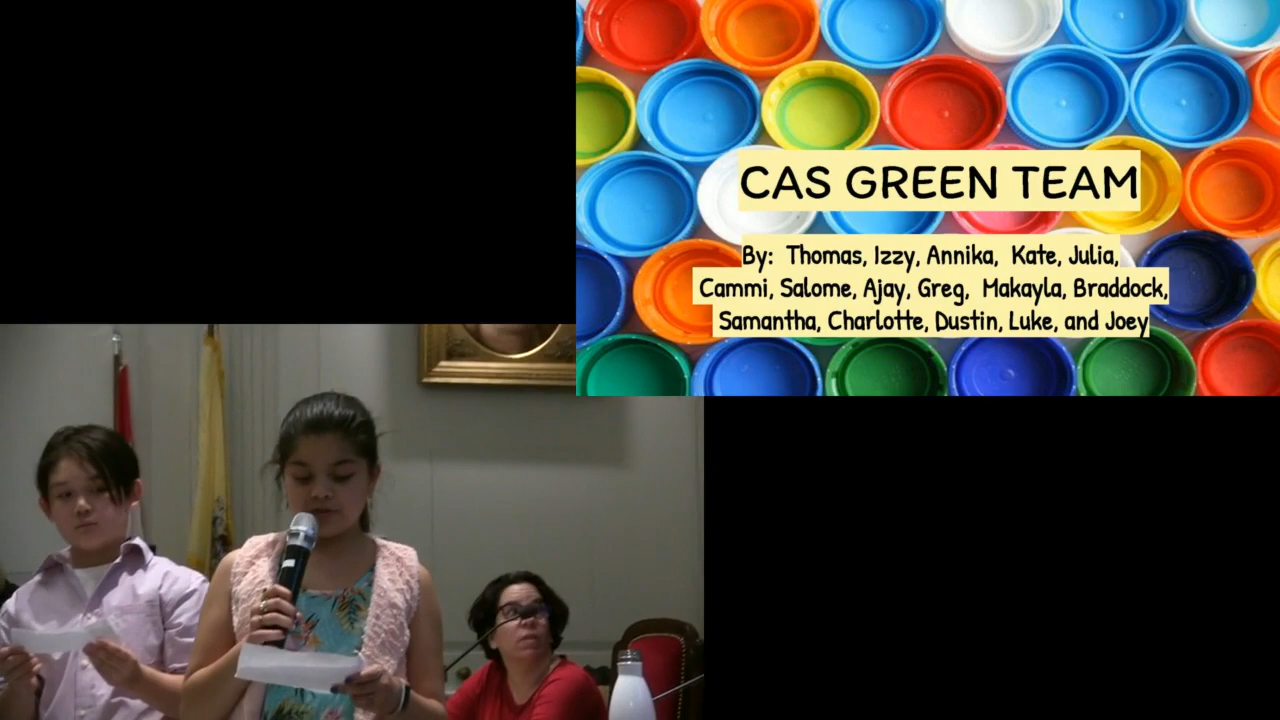 CAS GREEN TEAM
By: Thomas, Izzy, Annika, Kate, Julia,
Cammi, Salome, Ajay, Greg, Makayla, Braddock,
Samantha, Charlotte, Dustin, Luke, and Joey